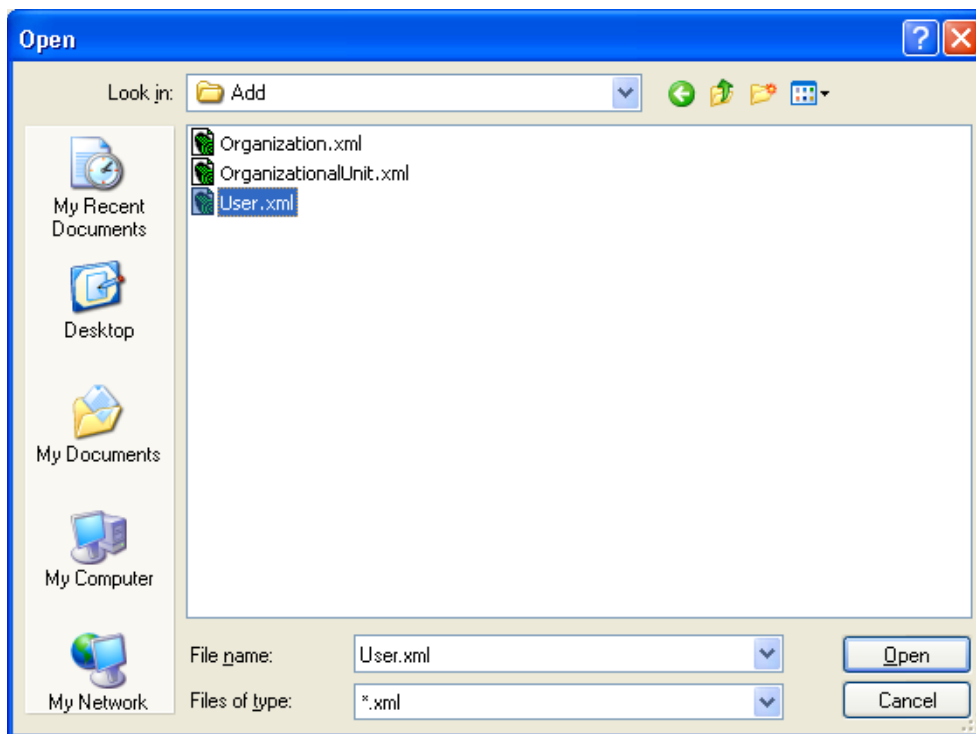 Open
Look in: Add
Organization.xml
OrganizationalUnit.xml
User.xml
My Recent
Documents
Desktop
My Documents
My Computer
My Network
File name: User.xml Open
Files of type: *.xml Cancel